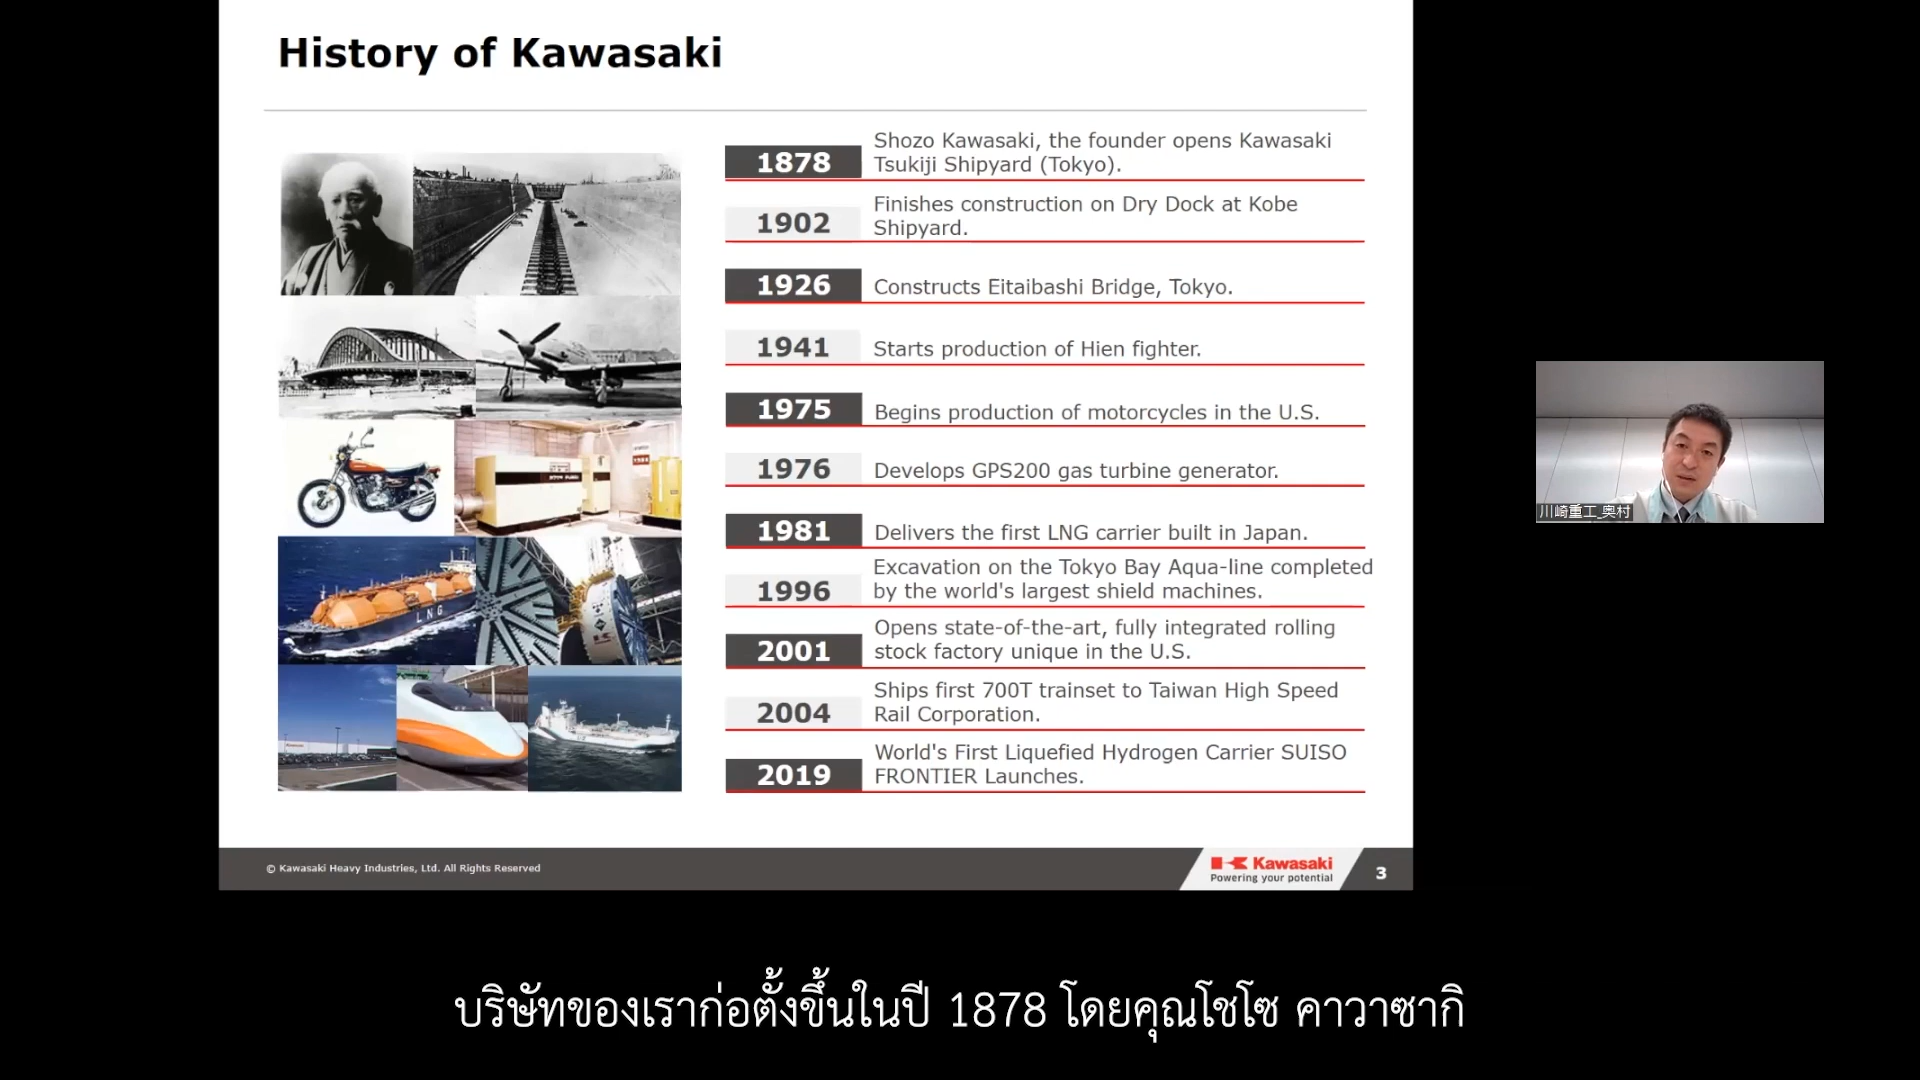 History of Kawasaki
1878
Shozo Kawasaki, the founder opens Kawasaki
Tsukiji Shipyard (Tokyo).
1902
Finishes construction on Dry Dock at Kobe
Shipyard.
1926
Constructs Eitaibashi Bridge, Tokyo.
1941
Starts production of Hien fighter.
1975
Begins production of motorcycles in the U.S.
1976
Develops GPS200 gas turbine generator.
1981
Delivers the first LNG carrier built in Japan.
1996
Excavation on the Tokyo Bay Aqua-line completed
by the world's largest shield machines.
2001
Opens state-of-the-art, fully integrated rolling
stock factory unique in the U.S.
2004
Ships first 700T trainset to Taiwan High Speed
Rail Corporation.
2019
World's First Liquefied Hydrogen Carrier SUISO
FRONTIER Launches.
LNG
川崎重工_奥村
© Kawasaki Heavy Industries, Ltd. All Rights Reserved
Kawasaki
Powering your potential
3
บริษัทของเราก่อตั้งขึ้นในปี 1878 โดยคุณโชโซ คาวาซากิ